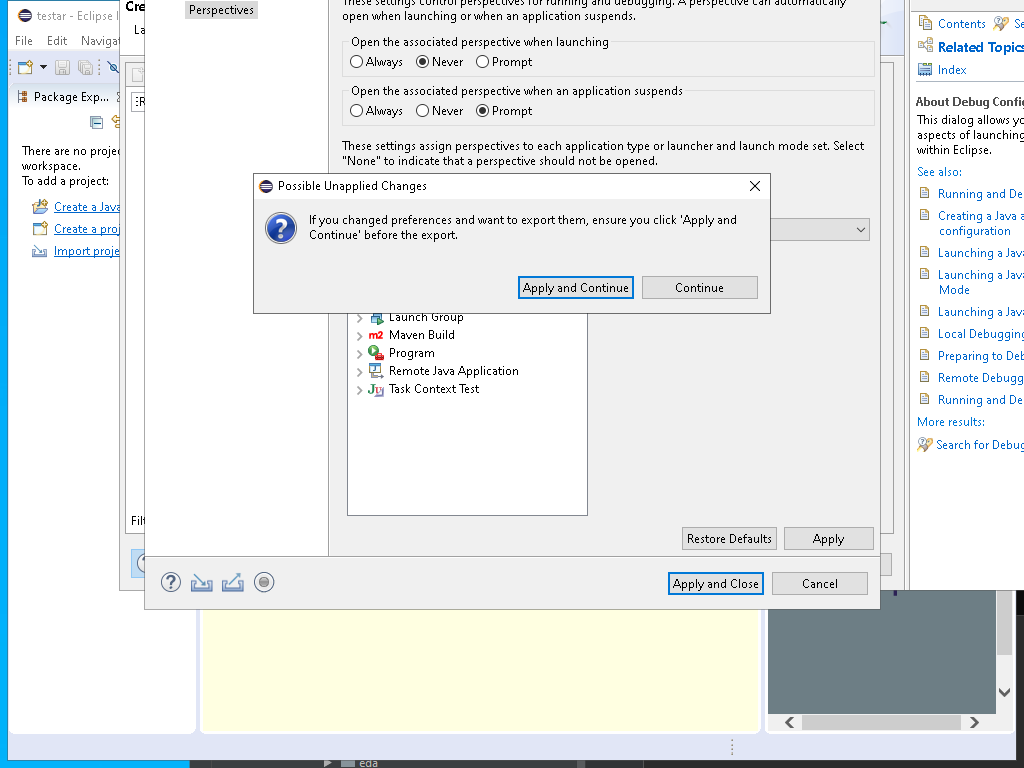 testar - Eclipse I
File Edit Navigat
Package Exp...
There are no proje
workspace.
To add a project:
Create a Java
Create a proj
Import proje
Cre
La
Filt
Perspectives
These settings control perspectives for running and debugging. A perspective can automatically
open when launching or when an application suspends.
Open the associated perspective when launching
Always Never Prompt
Open the associated perspective when an application suspends
Always Never Prompt
These settings assign perspectives to each application type or launcher and launch mode set. Select
"None" to indicate that a perspective should not be opened.
Possible Unapplied Changes
If you changed preferences and want to export them, ensure you click 'Apply and
Continue' before the export.
Apply and Continue Continue
Launch Group
m2 Maven Build
Program
Remote Java Application
Ju Task Context Test
Restore Defaults Apply
Apply and Close Cancel
Contents Se
Related Topics
Index
About Debug Config
This dialog allows yo
aspects of launching
within Eclipse.
See also:
Running and De
Creating a Java a
configuration
Launching a Java
Launching a Java
Mode
Launching a Java
Local Debugging
Preparing to Deb
Remote Debugg
Running and De
More results:
Search for Debug
eda